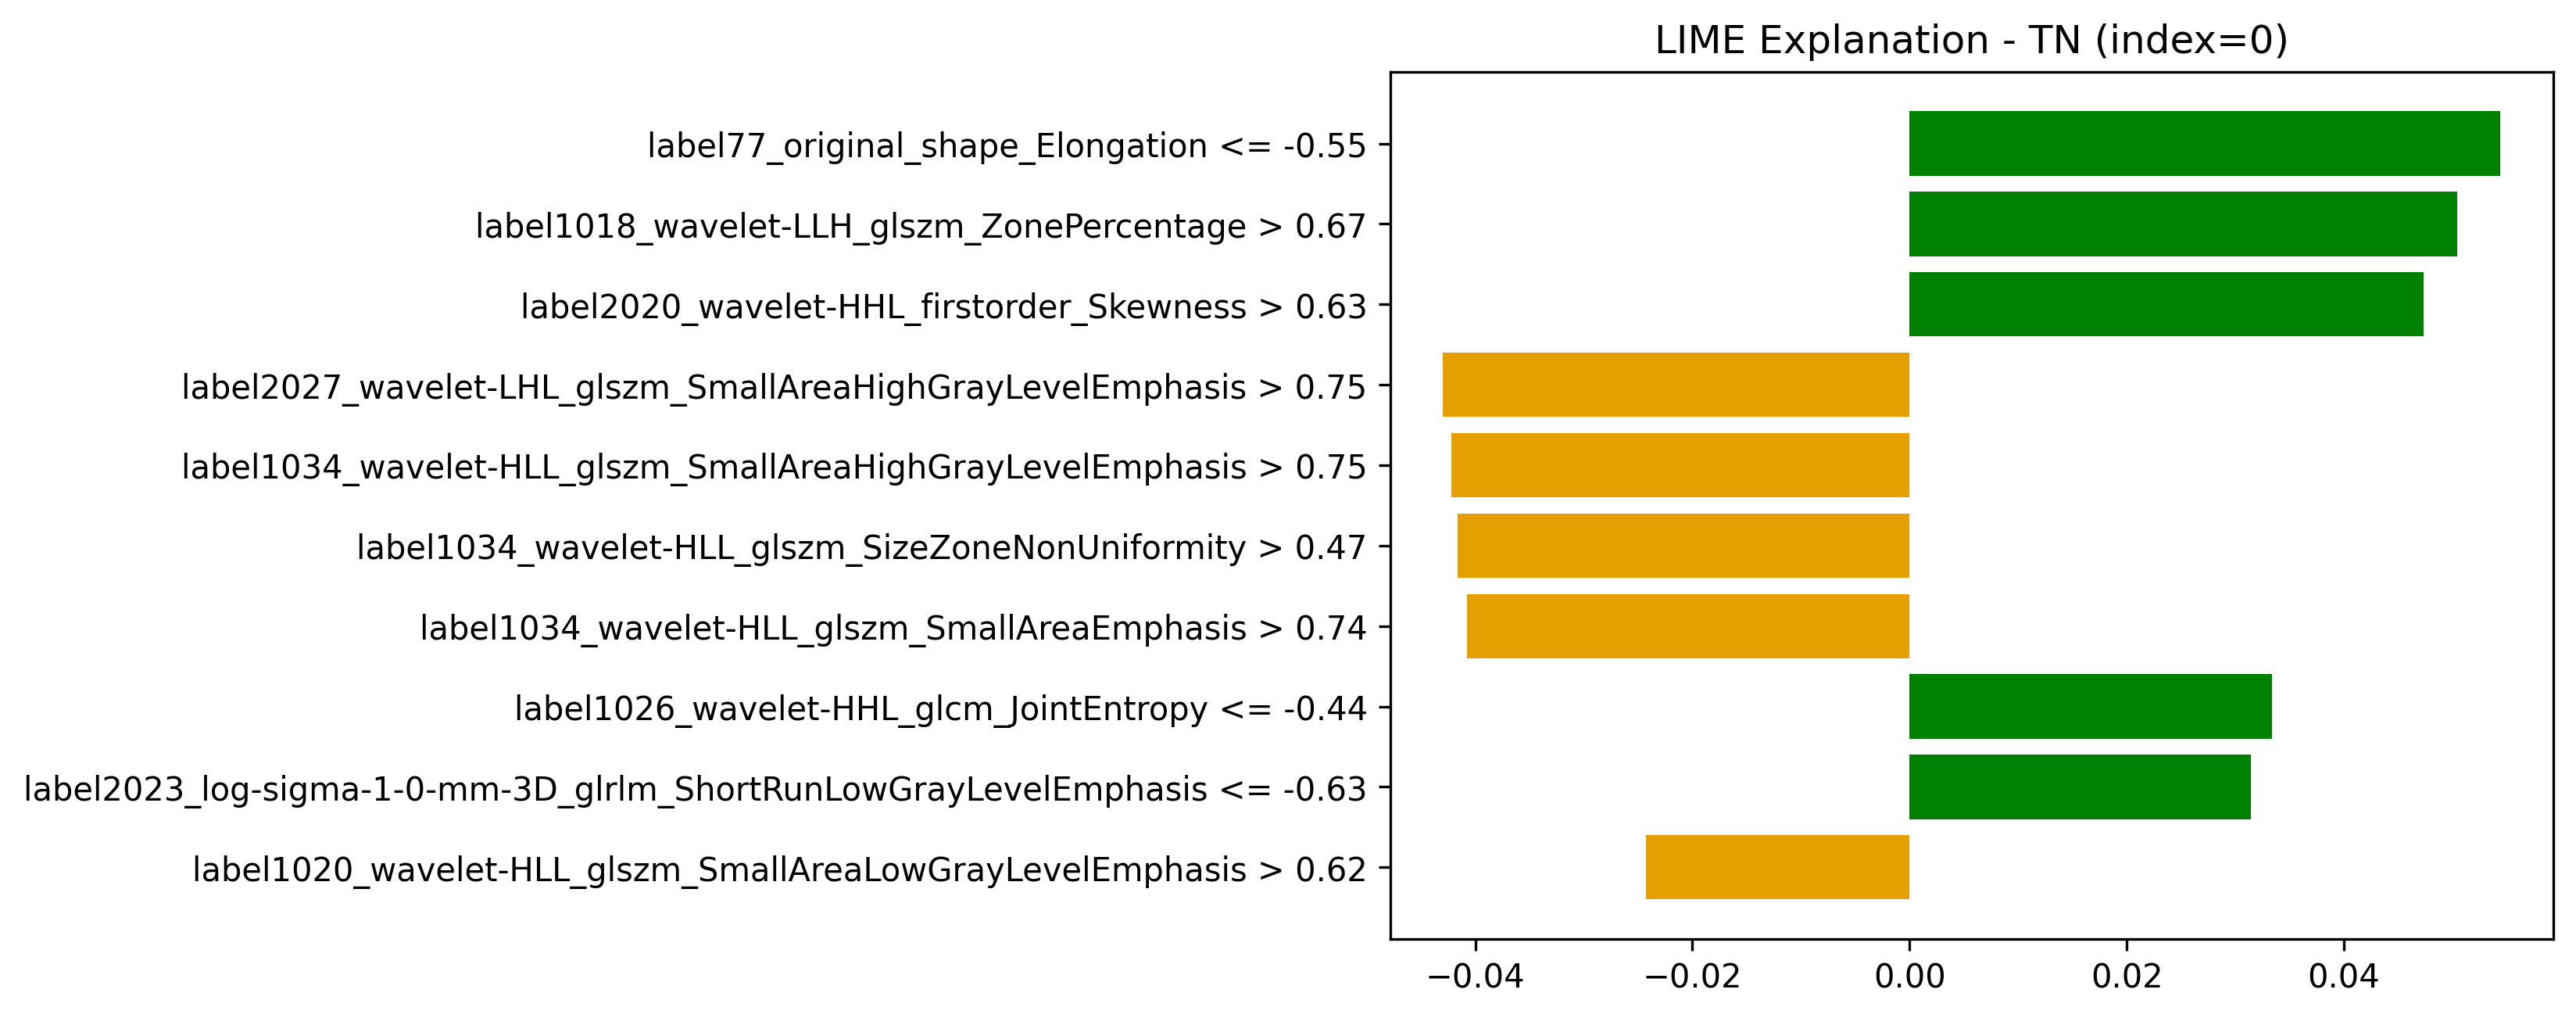 LIME Explanation - TN (index=0)
label77_original_shape_Elongation <= -0.55
label1018_wavelet-LLH_glszm_ZonePercentage > 0.67
label2020_wavelet-HHL_firstorder_Skewness > 0.63
label2027_wavelet-LHL_glszm_SmallAreaHighGrayLevelEmphasis > 0.75
label1034_wavelet-HLL_glszm_SmallAreaHighGrayLevelEmphasis > 0.75
label1034_wavelet-HLL_glszm_SizeZoneNonUniformity > 0.47
label1034_wavelet-HLL_glszm_SmallAreaEmphasis > 0.74
label1026_wavelet-HHL_glcm_JointEntropy <= -0.44
label2023_log-sigma-1-0-mm-3D_glrlm_ShortRunLowGrayLevelEmphasis <= -0.63
label1020_wavelet-HLL_glszm_SmallAreaLowGrayLevelEmphasis > 0.62
−0.04 −0.02 0.00 0.02 0.04